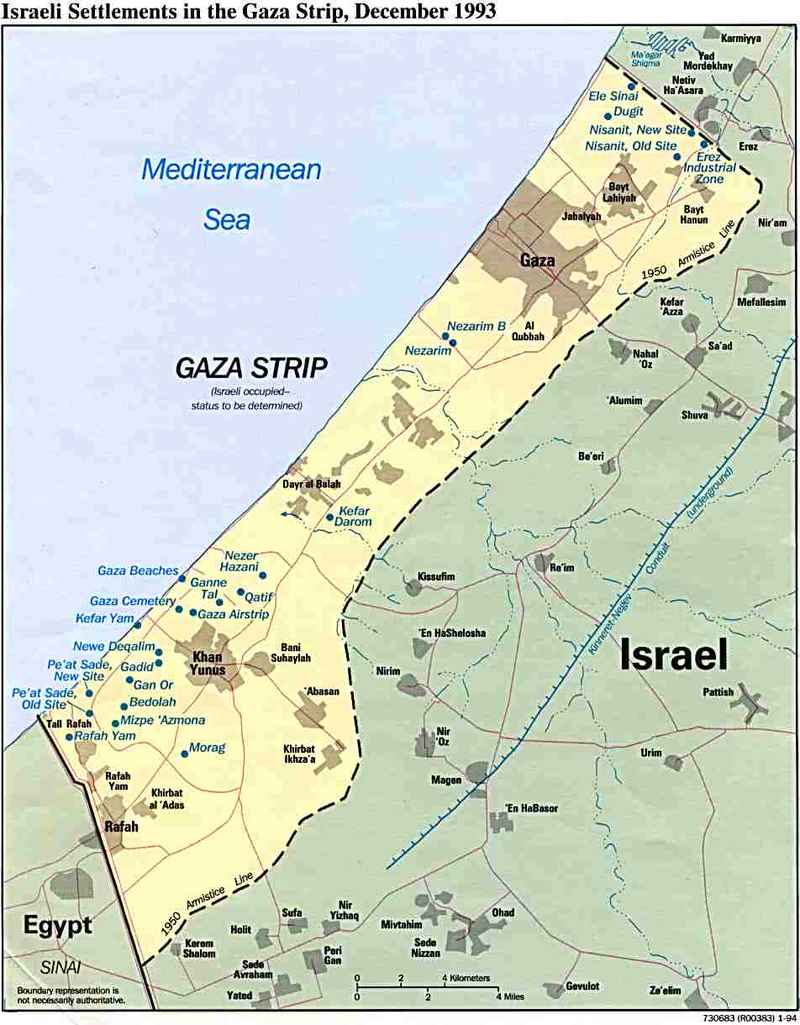 Israeli Settlements in the Gaza Strip, December 1993
Karmiyya
Ma'agar
Shiqma
Yad
Mordekhay
Netiv
Ha'Asara
Ele Sinai
Dugit
Nisanit, New Site
Nisanit, Old Site
Erez
Erez
Industrial
Zone
Mediterranean
Sea
Bayt
Lahiyah
Jabalyah
Bayt
Hanun
Nir'am
1950 Armistice Line
Gaza
Mefallesim
Kefar
'Azza
Nezarim B
Nezarim
Al
Qubbah
Sa'ad
Nahal
'Oz
GAZA STRIP
(Israeli occupied–
status to be determined)
'Alumim
Shuva
Be'eri
(underground)
Dayr al Balah
Kefar
Darom
Nezer
Hazani
Gaza Beaches
Ganne
Tal
Qatif
Kissufim
Re'im
Conduit
Gaza Cemetery
Gaza Airstrip
Kefar Yam
Kinneret-Negev
'En HaShelosha
Newe Deqalim
Gadid
Khan
Yunus
Bani
Suhaylah
Israel
Pe'at Sade,
New Site
Gan Or
Nirim
Pe'at Sade,
Old Site
Bedolah
'Abasan
Pattish
Tall Rafah
Mizpe 'Azmona
Rafah Yam
Morag
Khirbat
Ikhza'a
Nir
'Oz
Urim
Rafah
Yam
Khirbat
al 'Adas
Magen
Rafah
'En HaBasor
1950 Armistice Line
Egypt
SINAI
Boundary representation is
not necessarily authoritative.
Kerem
Shalom
Holit
Sufa
Nir
Yizhaq
Mivtahim
Ohad
Sede
Nizzan
Peri
Gan
Sede
Avraham
Yated
0 2 4 Kilometers
0 2 4 Miles
Gevulot
Ze'elim
730683 (R00383) 1-94